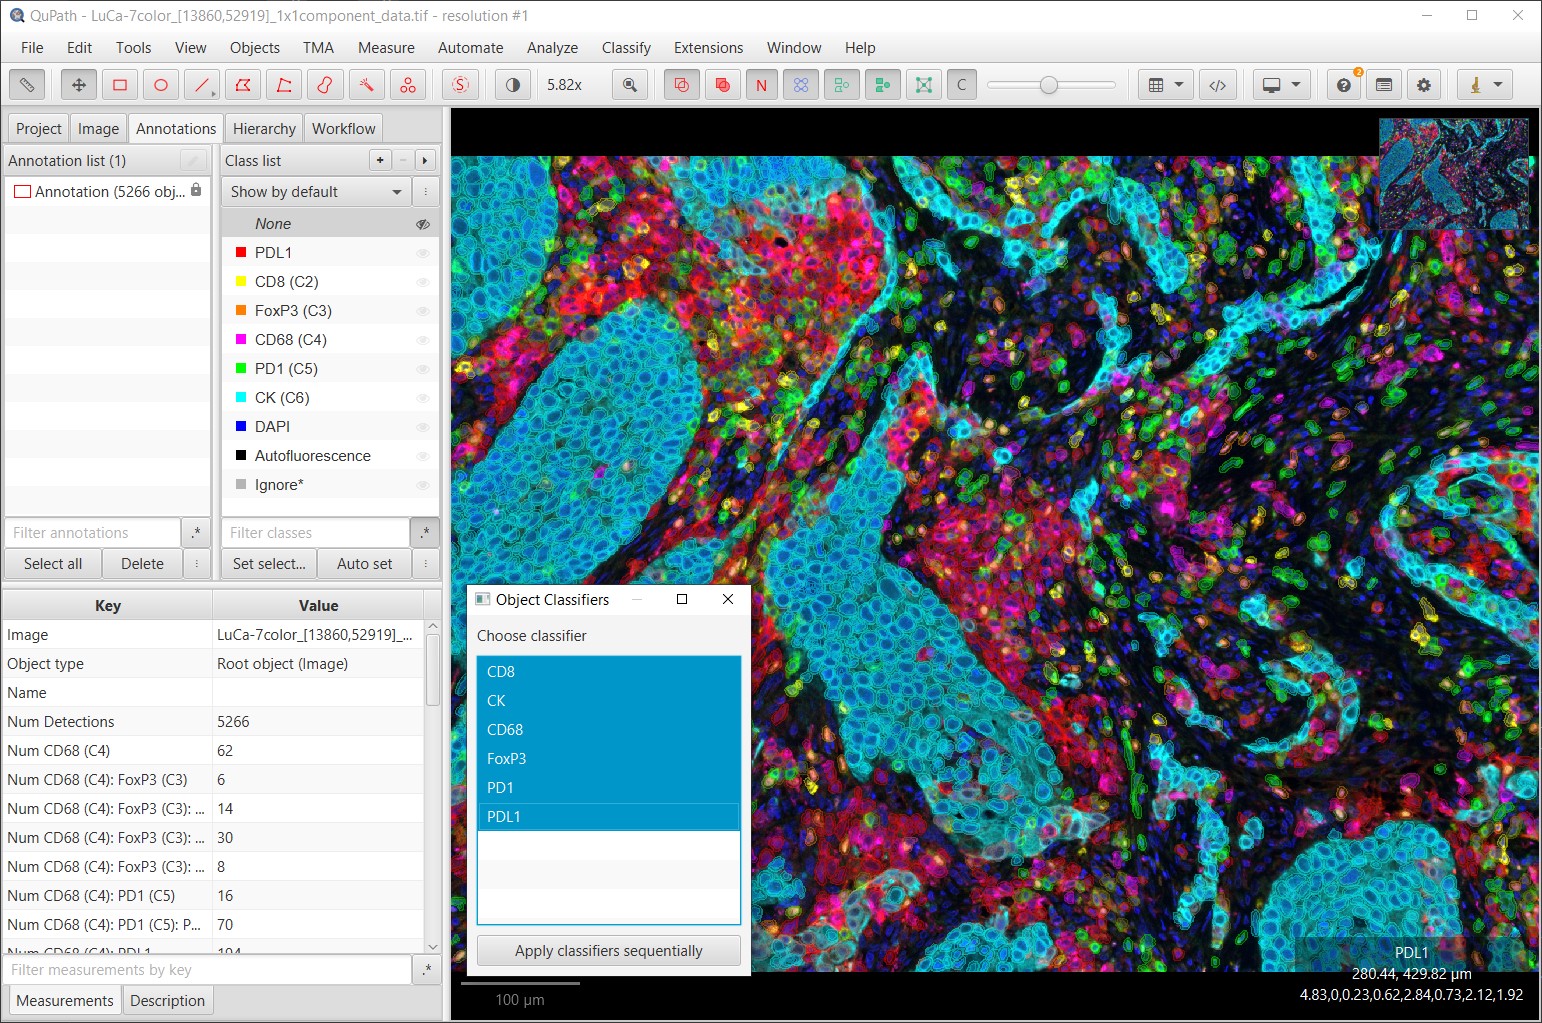 QuPath - LuCa-7color_[13860,52919]_1x1component_data.tif - resolution #1
File Edit Tools View Objects TMA Measure Automate Analyze Classify Extensions Window Help
N S 5.82x C 2
Project Image Annotations Hierarchy Workflow
Annotation list (1)
Annotation (5266 obj...
Filter annotations .*
Select all Delete
Class list
Show by default
None
PDL1
CD8 (C2)
FoxP3 (C3)
CD68 (C4)
PD1 (C5)
CK (C6)
DAPI
Autofluorescence
Ignore*
Filter classes .*
Set select... Auto set
Key Value
Image LuCa-7color_[13860,52919]_...
Object type Root object (Image)
Name
Num Detections 5266
Num CD68 (C4) 62
Num CD68 (C4): FoxP3 (C3) 6
Num CD68 (C4): FoxP3 (C3): ... 14
Num CD68 (C4): FoxP3 (C3): ... 30
Num CD68 (C4): FoxP3 (C3): ... 8
Num CD68 (C4): PD1 (C5) 16
Num CD68 (C4): PD1 (C5): P... 70
Num CD68 (C4): PDL1 194
Filter measurements by key .*
Measurements Description
Object Classifiers
Choose classifier
CD8
CK
CD68
FoxP3
PD1
PDL1
Apply classifiers sequentially
100 µm
PDL1
280.44, 429.82 µm
4.83,0,0.23,0.62,2.84,0.73,2.12,1.92